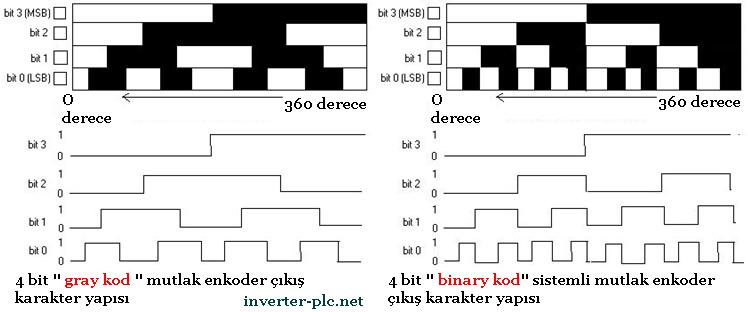 bit 3 (MSB)
bit 2
bit 1
bit 0 (LSB)
0
derece
360 derece
bit 3 1
0
bit 2 1
0
bit 1 1
0
bit 0 1
0
4 bit " gray kod " mutlak enkoder çıkış
karakter yapısı
inverter-plc.net
bit 3 (MSB)
bit 2
bit 1
bit 0 (LSB)
0
derece
360 derece
bit 3 1
0
bit 2 1
0
bit 1 1
0
bit 0 1
0
4 bit " binary kod" sistemli mutlak enkoder
çıkış karakter yapısı